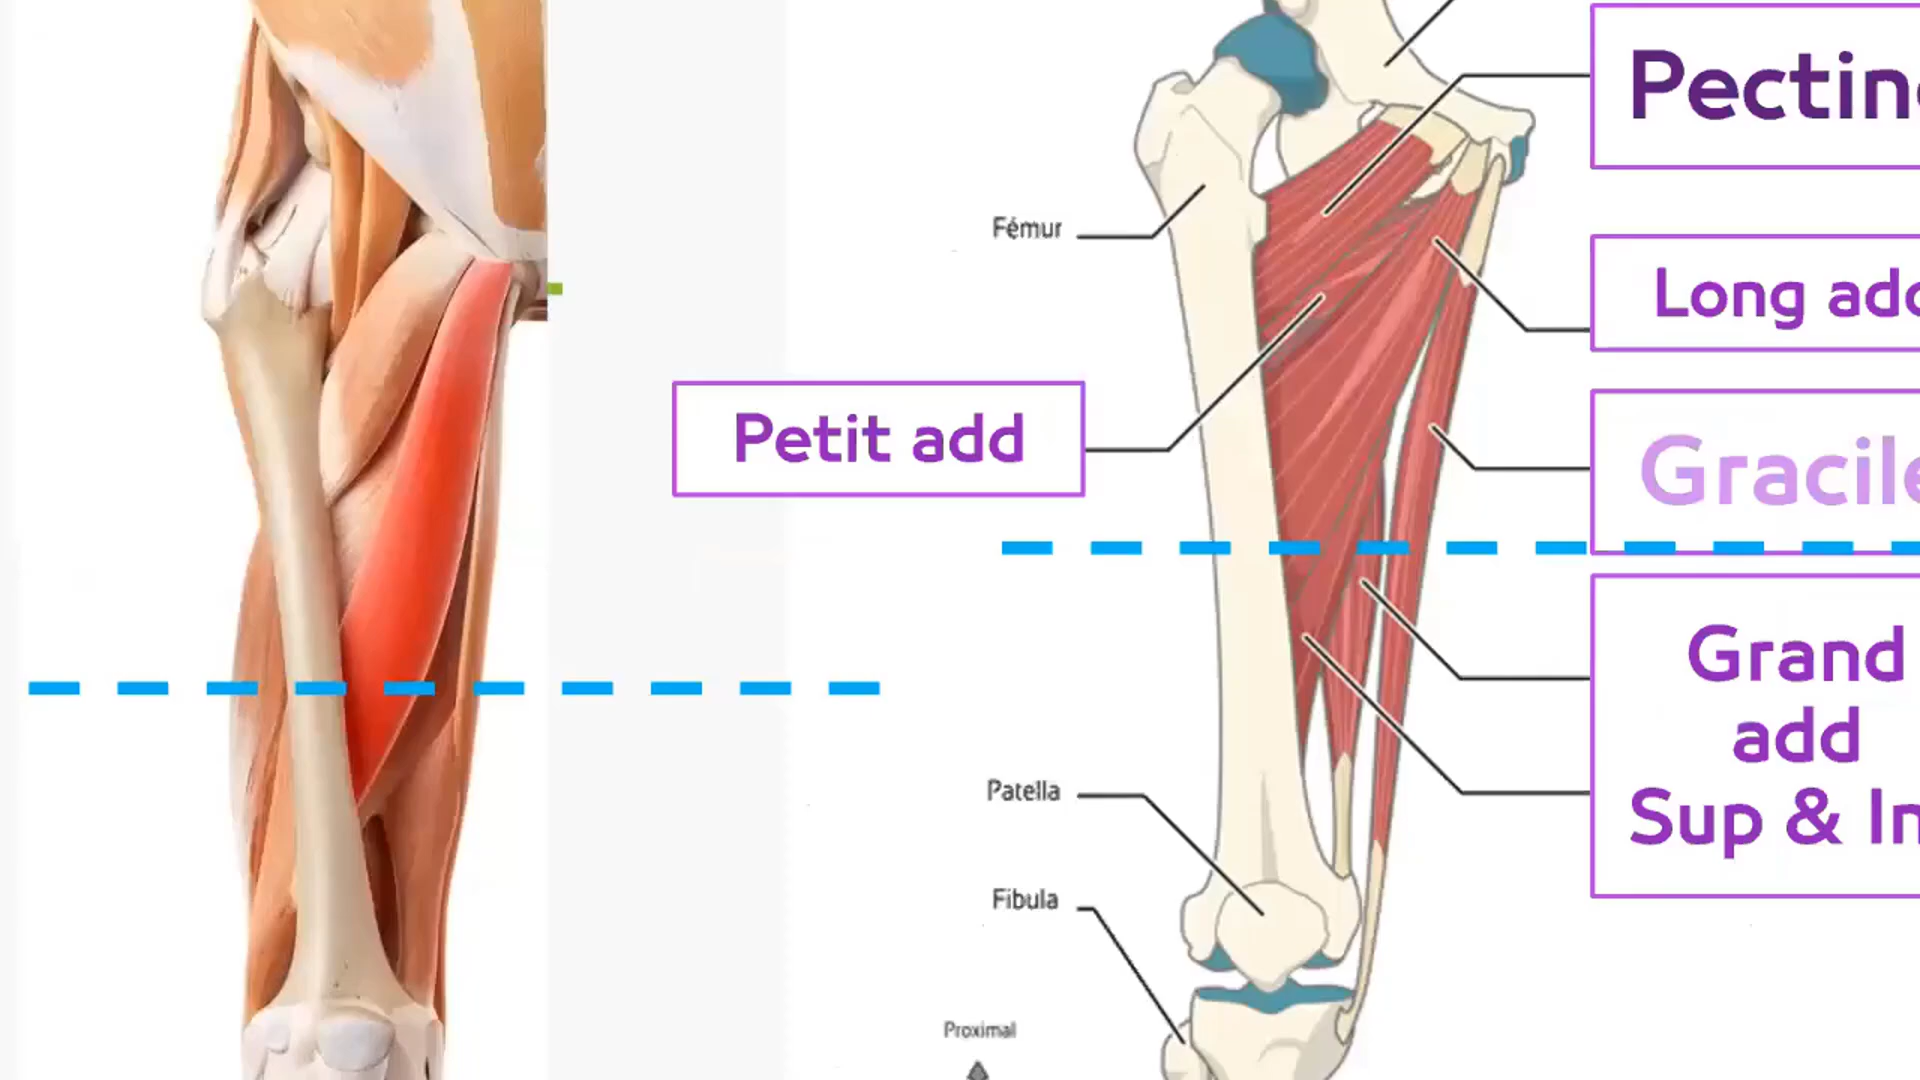 Pectin
Fémur
Long add
Petit add
Gracile
Grand
add
Sup & In
Patella
Fibula
Proximal